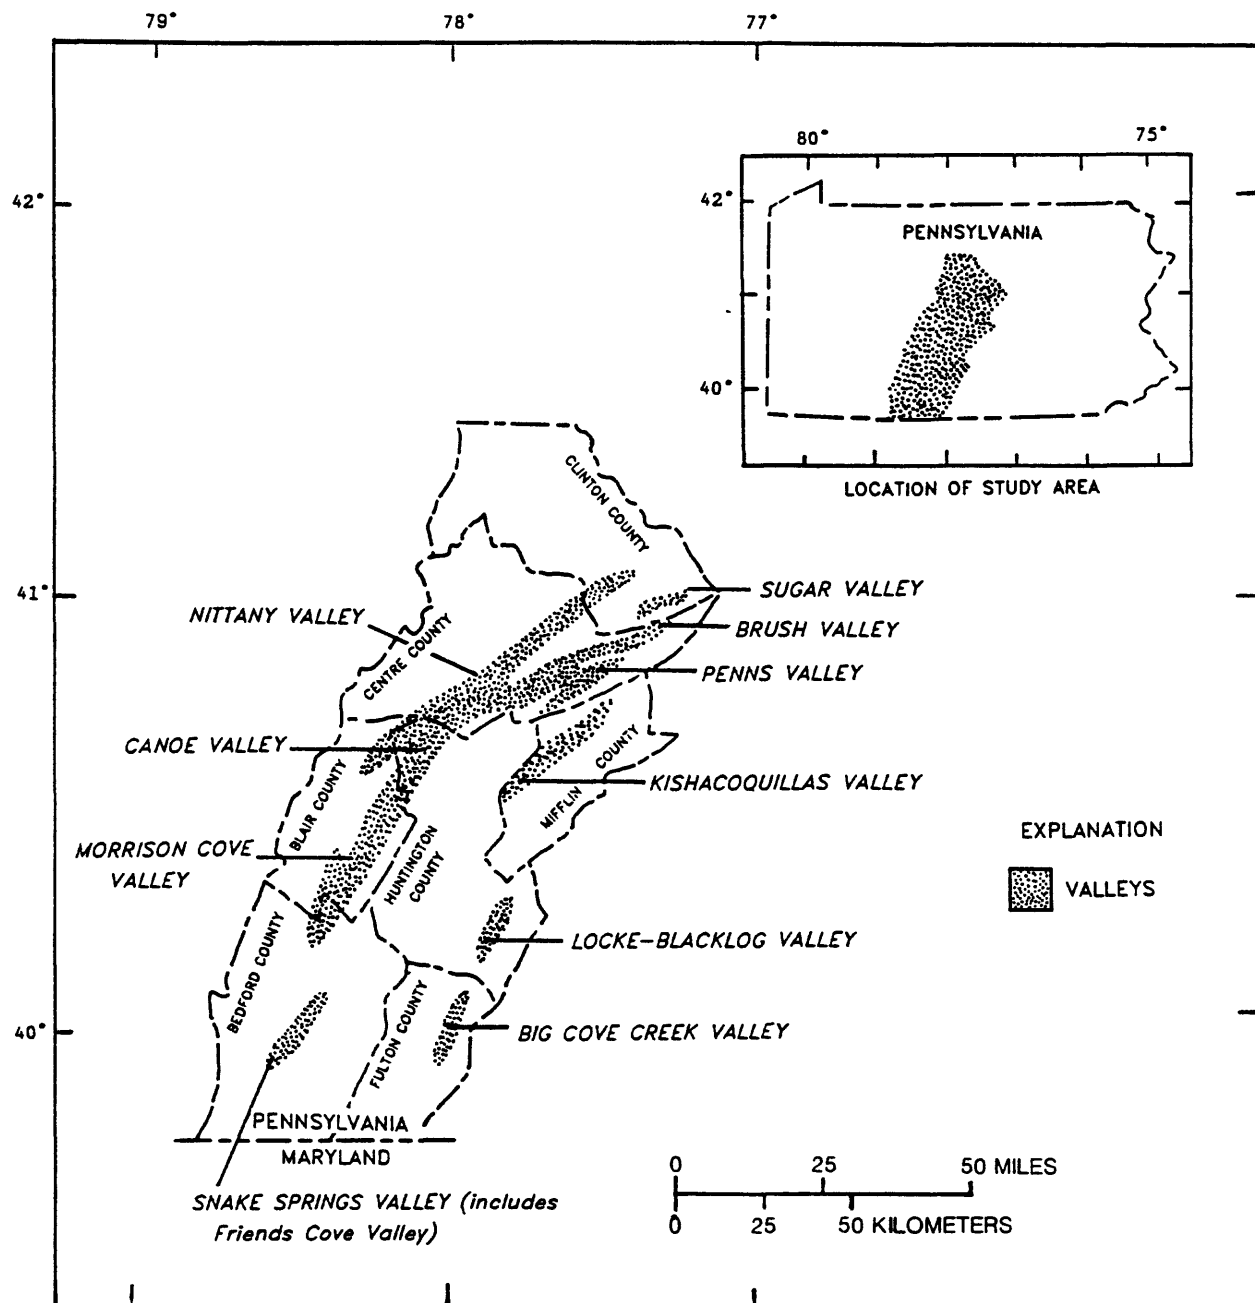 79° 78° 77°
80° 75°
42°
42°
PENNSYLVANIA
40°
LOCATION OF STUDY AREA
CLINTON COUNTY
41°
SUGAR VALLEY
NITTANY VALLEY
BRUSH VALLEY
CENTRE COUNTY
PENNS VALLEY
CANOE VALLEY
MIFFLIN COUNTY
KISHACOQUILLAS VALLEY
BLAIR COUNTY
EXPLANATION
VALLEYS
MORRISON COVE
VALLEY
HUNTINGTON
COUNTY
LOCKE-BLACKLOG VALLEY
BEDFORD COUNTY
40°
FULTON COUNTY
BIG COVE CREEK VALLEY
PENNSYLVANIA
MARYLAND
0 25 50 MILES
0 25 50 KILOMETERS
SNAKE SPRINGS VALLEY (includes
Friends Cove Valley)
78° 77°